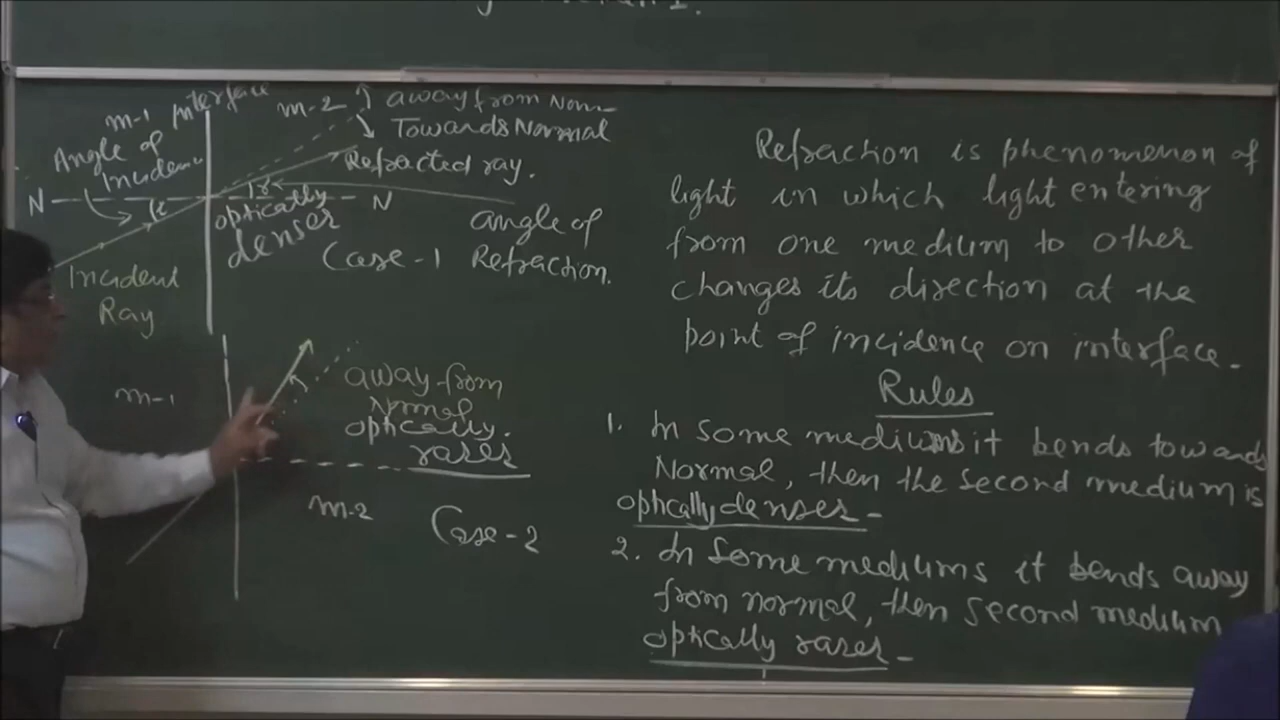 m-1 Interface m-2 away from Nom-
Towards Normal
Angle of
Incidence
Refracted ray.
N i r N
optically
denser
angle of
Refraction.
Case-1
Incident
Ray
m-1
away from
Normal
optically.
rarer
m-2
Case-2
Refraction is phenomenon of
light in which light entering
from one medium to other
changes its direction at the
point of incidence on interface.
Rules
1. In some mediums it bends towards
Normal, then the second medium is
optically denser-
2. In some mediums it bends away
from normal, then second medium
optically rarer-